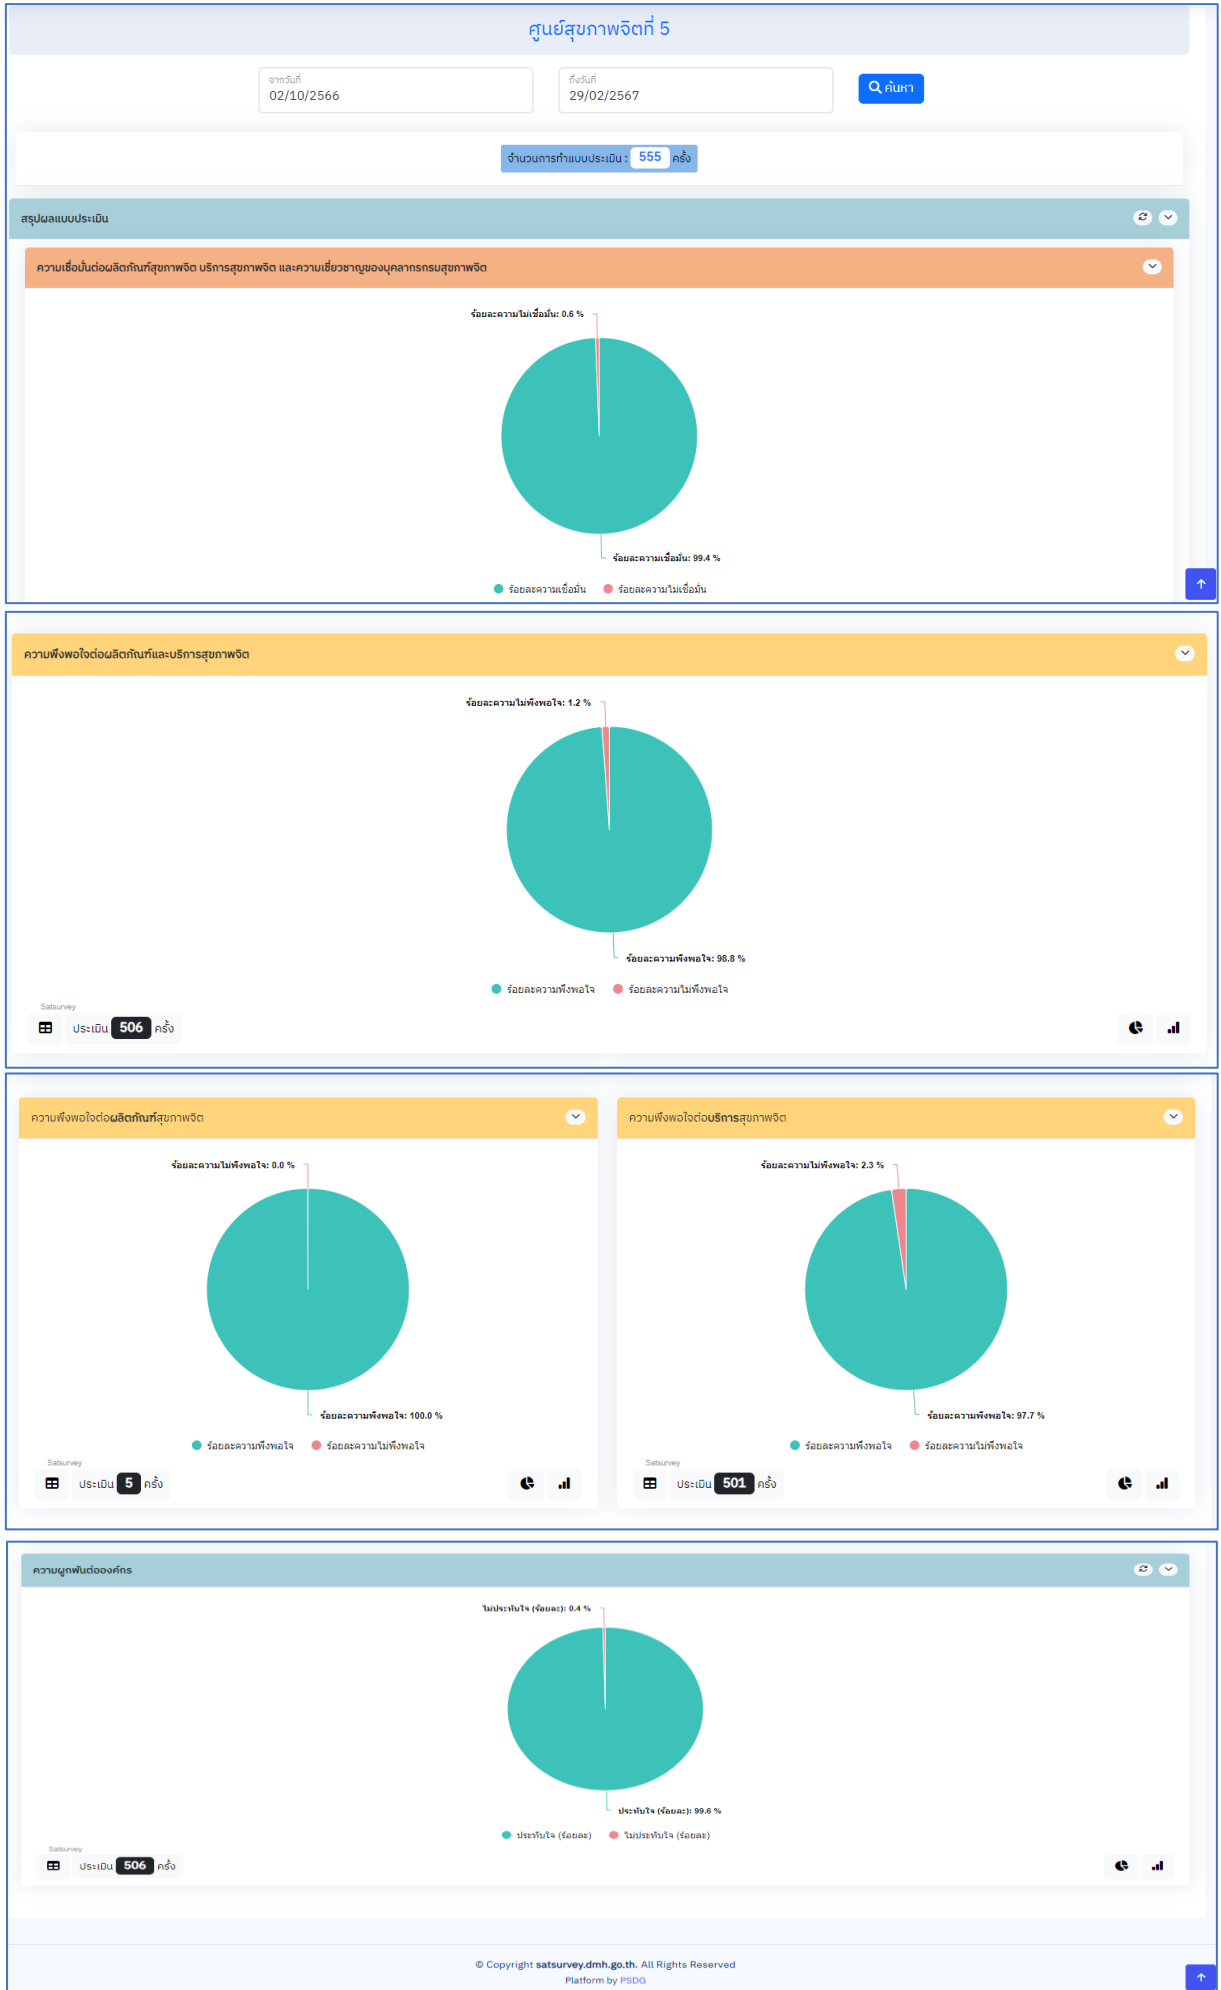 ศูนย์สุขภาพจิตที่ 5
จากวันที่
02/10/2566
ถึงวันที่
29/02/2567
ค้นหา
จำนวนการทำแบบประเมิน : 555 ครั้ง
สรุปผลแบบประเมิน
ความเชื่อมั่นต่อผลิตภัณฑ์สุขภาพจิต บริการสุขภาพจิต และความเชี่ยวชาญของบุคลากรกรมสุขภาพจิต
ร้อยละความไม่เชื่อมั่น: 0.6 %
ร้อยละความเชื่อมั่น: 99.4 %
ร้อยละความเชื่อมั่น ร้อยละความไม่เชื่อมั่น
ความพึงพอใจต่อผลิตภัณฑ์และบริการสุขภาพจิต
ร้อยละความไม่พึงพอใจ: 1.2 %
ร้อยละความพึงพอใจ: 98.8 %
ร้อยละความพึงพอใจ ร้อยละความไม่พึงพอใจ
Satsurvey
ประเมิน 506 ครั้ง
ความพึงพอใจต่อผลิตภัณฑ์สุขภาพจิต
ร้อยละความไม่พึงพอใจ: 0.0 %
ร้อยละความพึงพอใจ: 100.0 %
ร้อยละความพึงพอใจ ร้อยละความไม่พึงพอใจ
Satsurvey
ประเมิน 5 ครั้ง
ความพึงพอใจต่อบริการสุขภาพจิต
ร้อยละความไม่พึงพอใจ: 2.3 %
ร้อยละความพึงพอใจ: 97.7 %
ร้อยละความพึงพอใจ ร้อยละความไม่พึงพอใจ
Satsurvey
ประเมิน 501 ครั้ง
ความผูกพันต่อองค์กร
ไม่ประทับใจ (ร้อยละ): 0.4 %
ประทับใจ (ร้อยละ): 99.6 %
ประทับใจ (ร้อยละ) ไม่ประทับใจ (ร้อยละ)
Satsurvey
ประเมิน 506 ครั้ง
© Copyright satsurvey.dmh.go.th. All Rights Reserved
Platform by PSDG